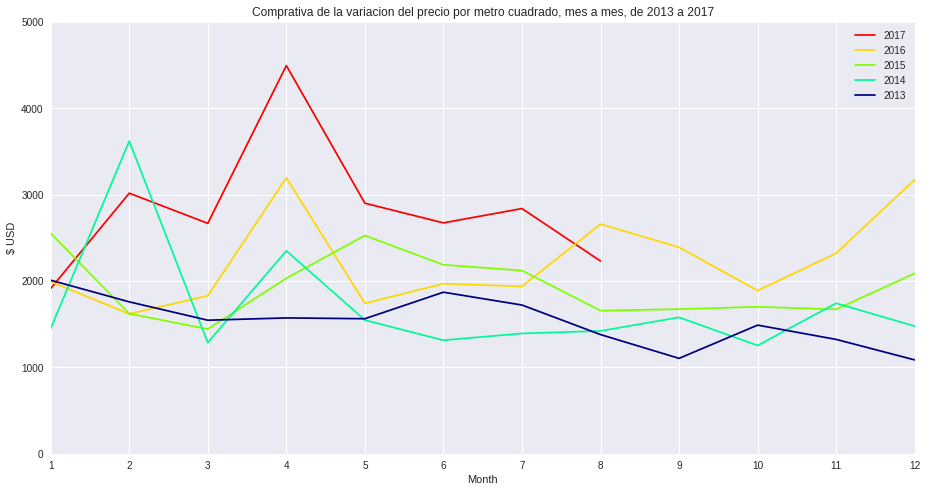 Comprativa de la variacion del precio por metro cuadrado, mes a mes, de 2013 a 2017
5000
4000
3000
2000
1000
0
$ USD
2017
2016
2015
2014
2013
1 2 3 4 5 6 7 8 9 10 11 12
Month